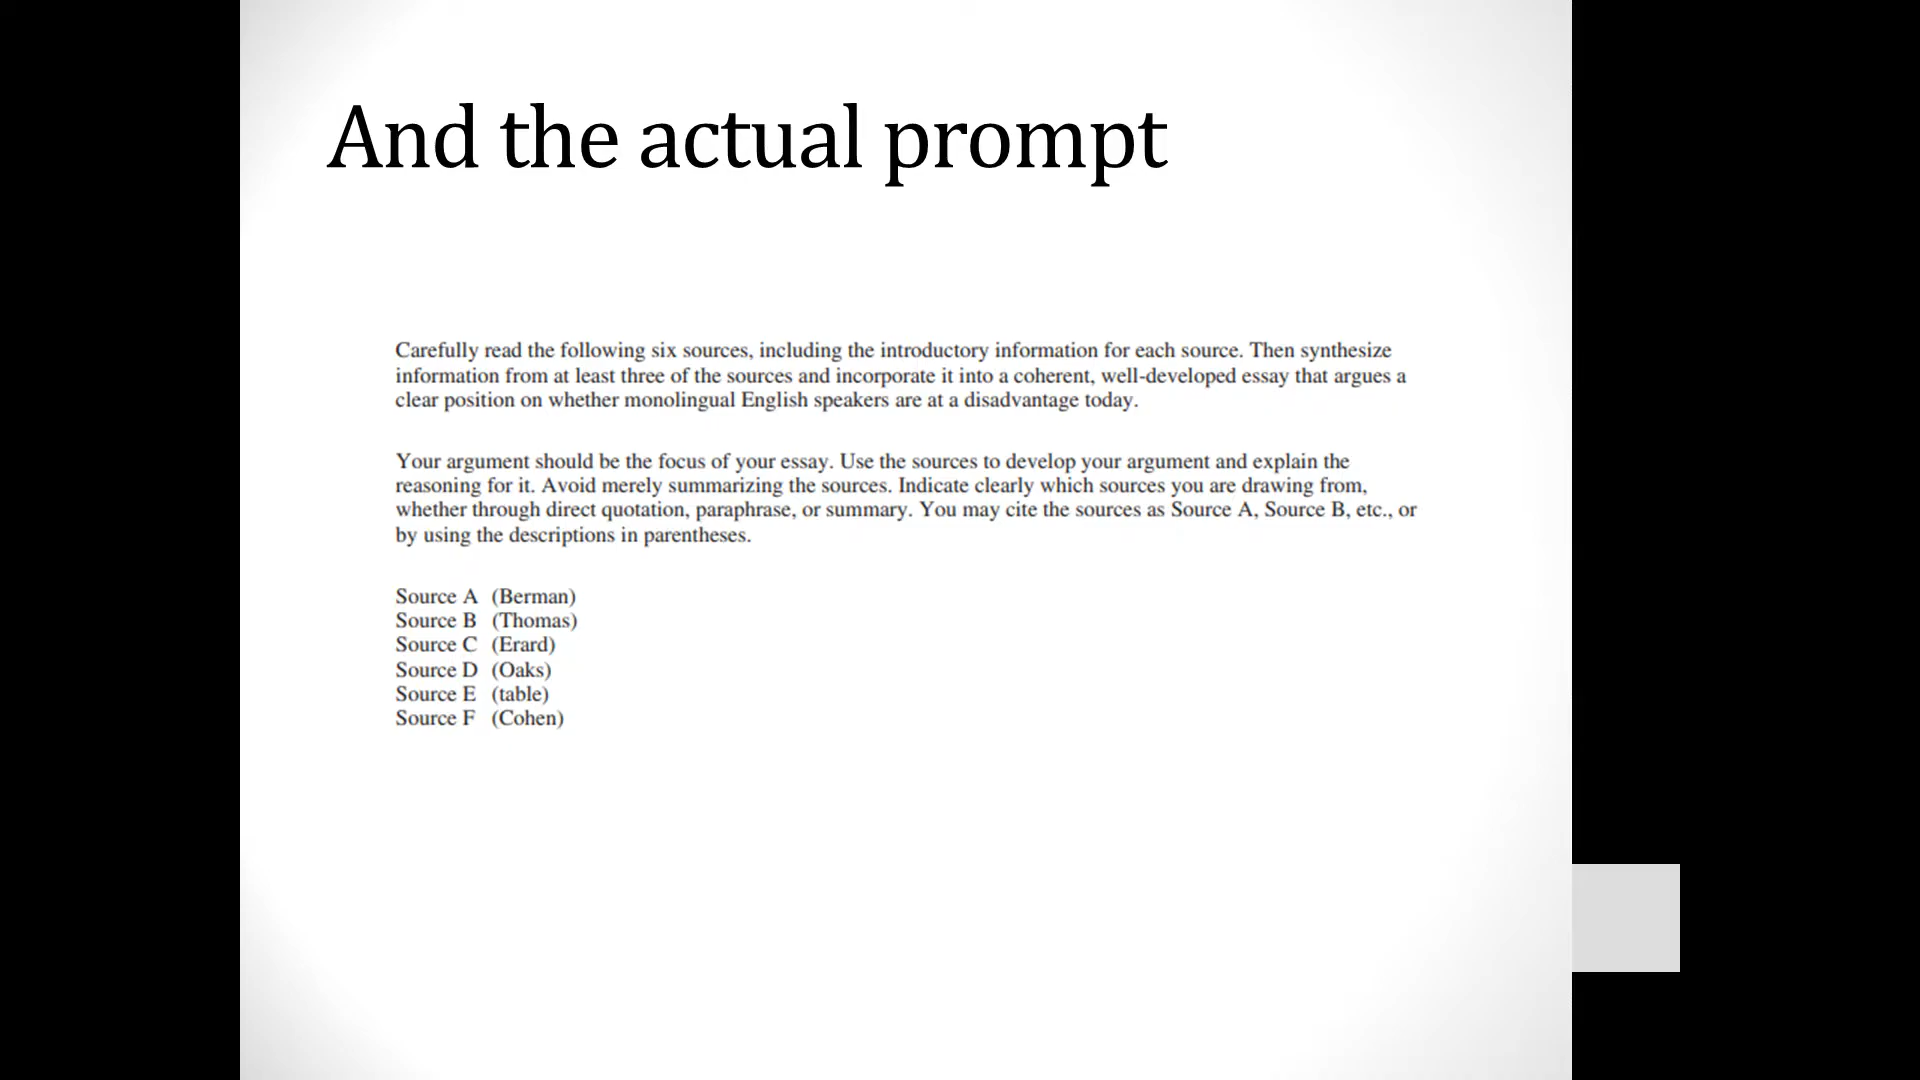 And the actual prompt
Carefully read the following six sources, including the introductory information for each source. Then synthesize
information from at least three of the sources and incorporate it into a coherent, well-developed essay that argues a
clear position on whether monolingual English speakers are at a disadvantage today.
Your argument should be the focus of your essay. Use the sources to develop your argument and explain the
reasoning for it. Avoid merely summarizing the sources. Indicate clearly which sources you are drawing from,
whether through direct quotation, paraphrase, or summary. You may cite the sources as Source A, Source B, etc., or
by using the descriptions in parentheses.
Source A (Berman)
Source B (Thomas)
Source C (Erard)
Source D (Oaks)
Source E (table)
Source F (Cohen)